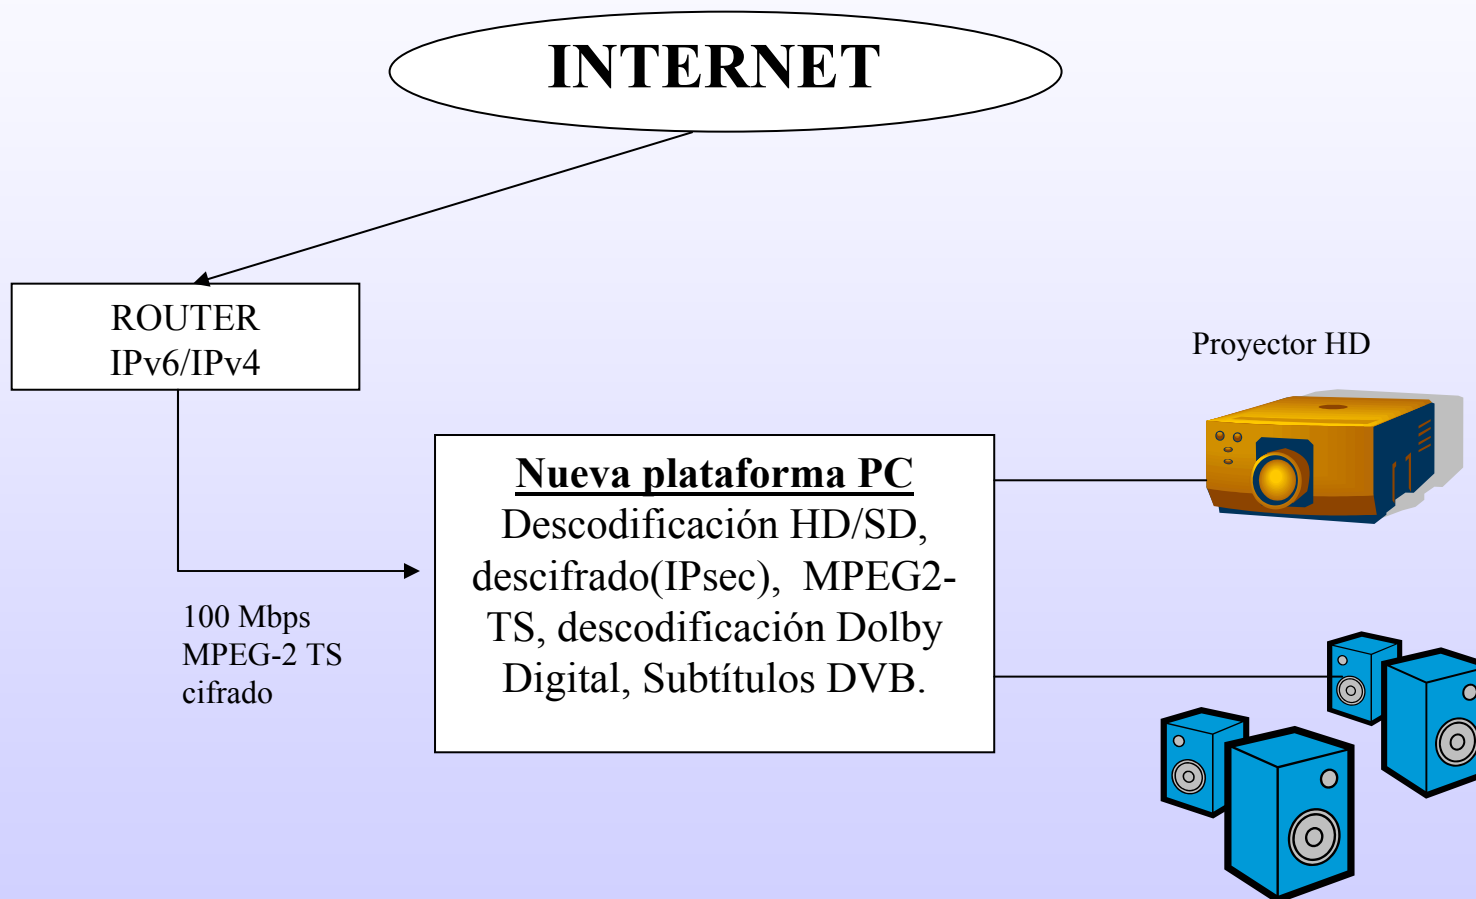 INTERNET
ROUTER
IPv6/IPv4
Proyector HD
Nueva plataforma PC
Descodificación HD/SD,
descifrado(IPsec), MPEG2-
TS, descodificación Dolby
Digital, Subtítulos DVB.
100 Mbps
MPEG-2 TS
cifrado